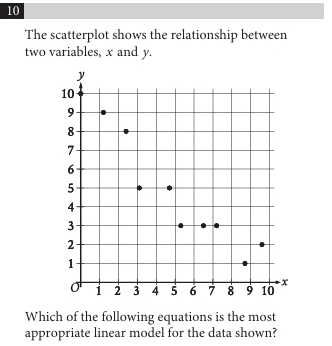 10
The scatterplot shows the relationship between
two variables, x and y.
y
10
9
8
7
6
5
4
3
2
1
O
1 2 3 4 5 6 7 8 9 10
x
Which of the following equations is the most
appropriate linear model for the data shown?